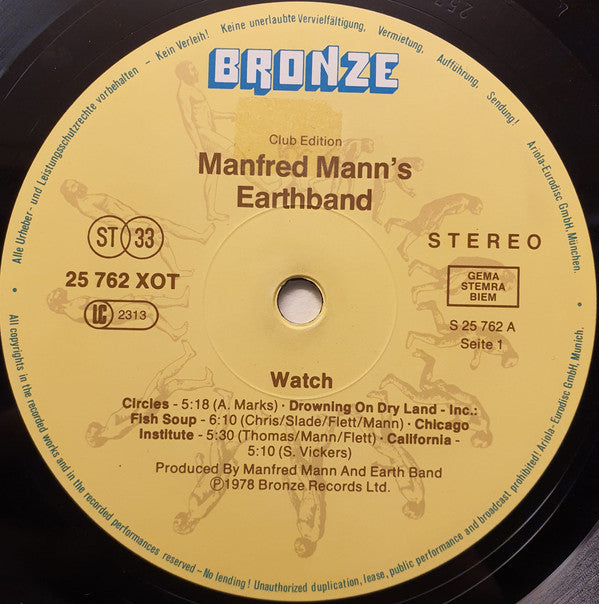 Alle Urheber- und Leistungsschutzrechte vorbehalten – Kein Verleih! Keine unerlaubte Vervielfältigung, Vermietung, Aufführung, Sendung! Ariola-Eurodisc GmbH, München.
BRONZE
Club Edition
Manfred Mann's
Earthband
ST 33
STEREO
25 762 XOT
GEMA
STEMRA
BIEM
LC 2313
S 25 762 A
Seite 1
Watch
Circles - 5:18 (A. Marks) · Drowning On Dry Land - Inc.:
Fish Soup - 6:10 (Chris/Slade/Flett/Mann) · Chicago
Institute - 5:30 (Thomas/Mann/Flett) · California -
5:10 (S. Vickers)
Produced By Manfred Mann And Earth Band
Ⓟ1978 Bronze Records Ltd.
All copyrights in the recorded works and in the recorded performances reserved – No lending! Unauthorized duplication, lease, public performance and broadcast prohibited! Ariola-Eurodisc GmbH, Munich.